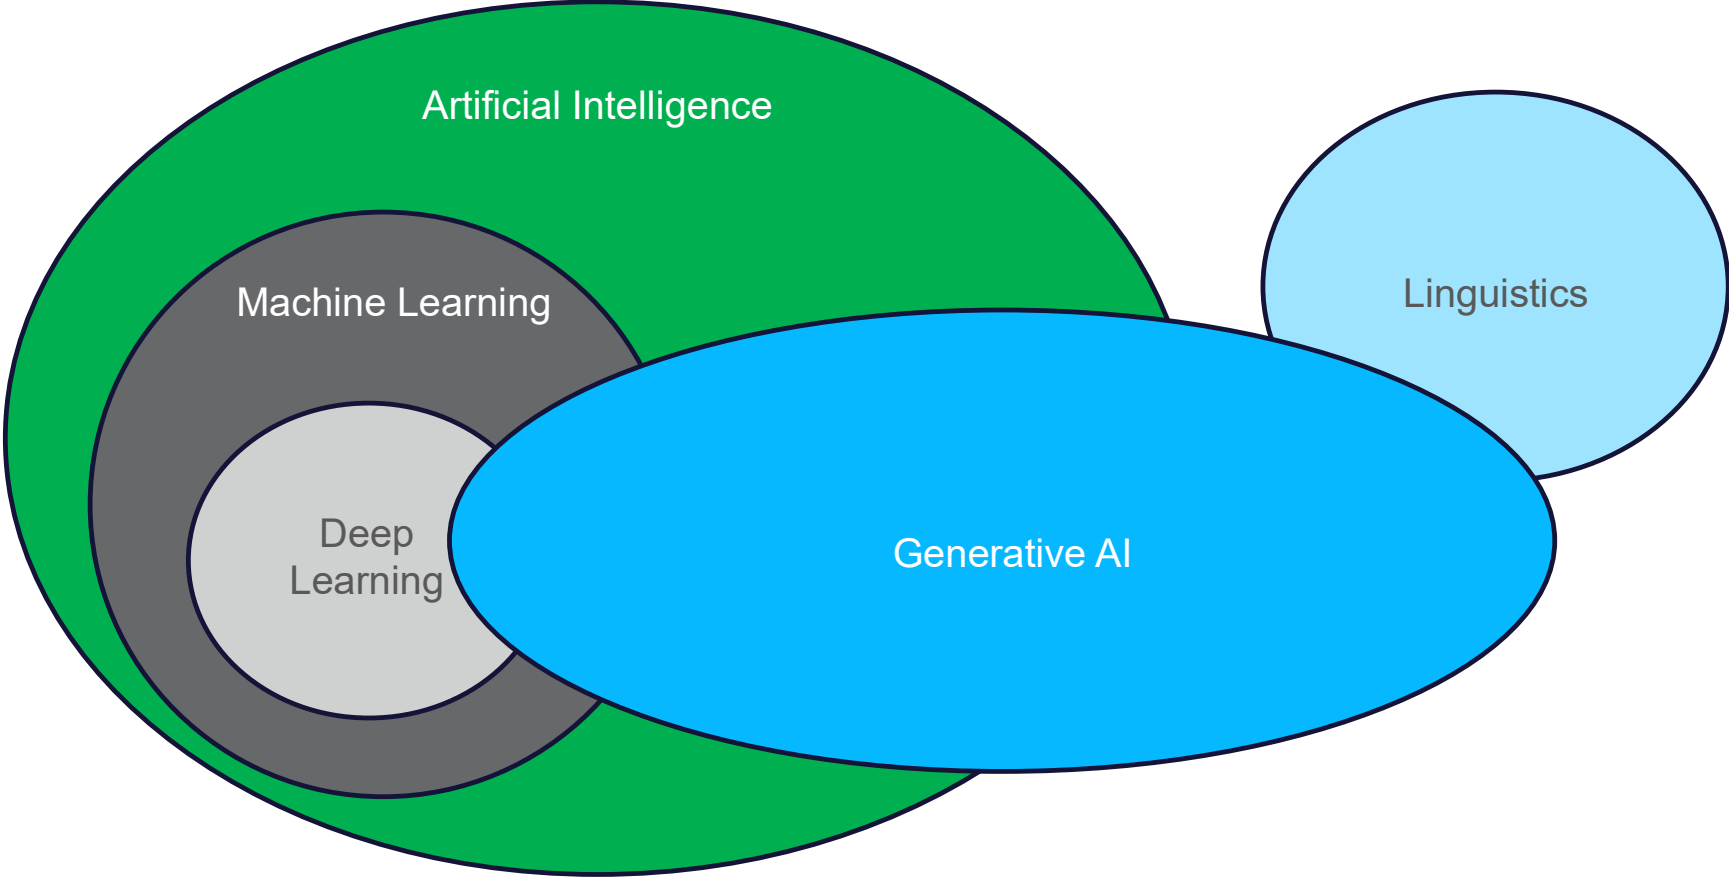 Artificial Intelligence
Machine Learning
Linguistics
Deep
Learning
Generative AI